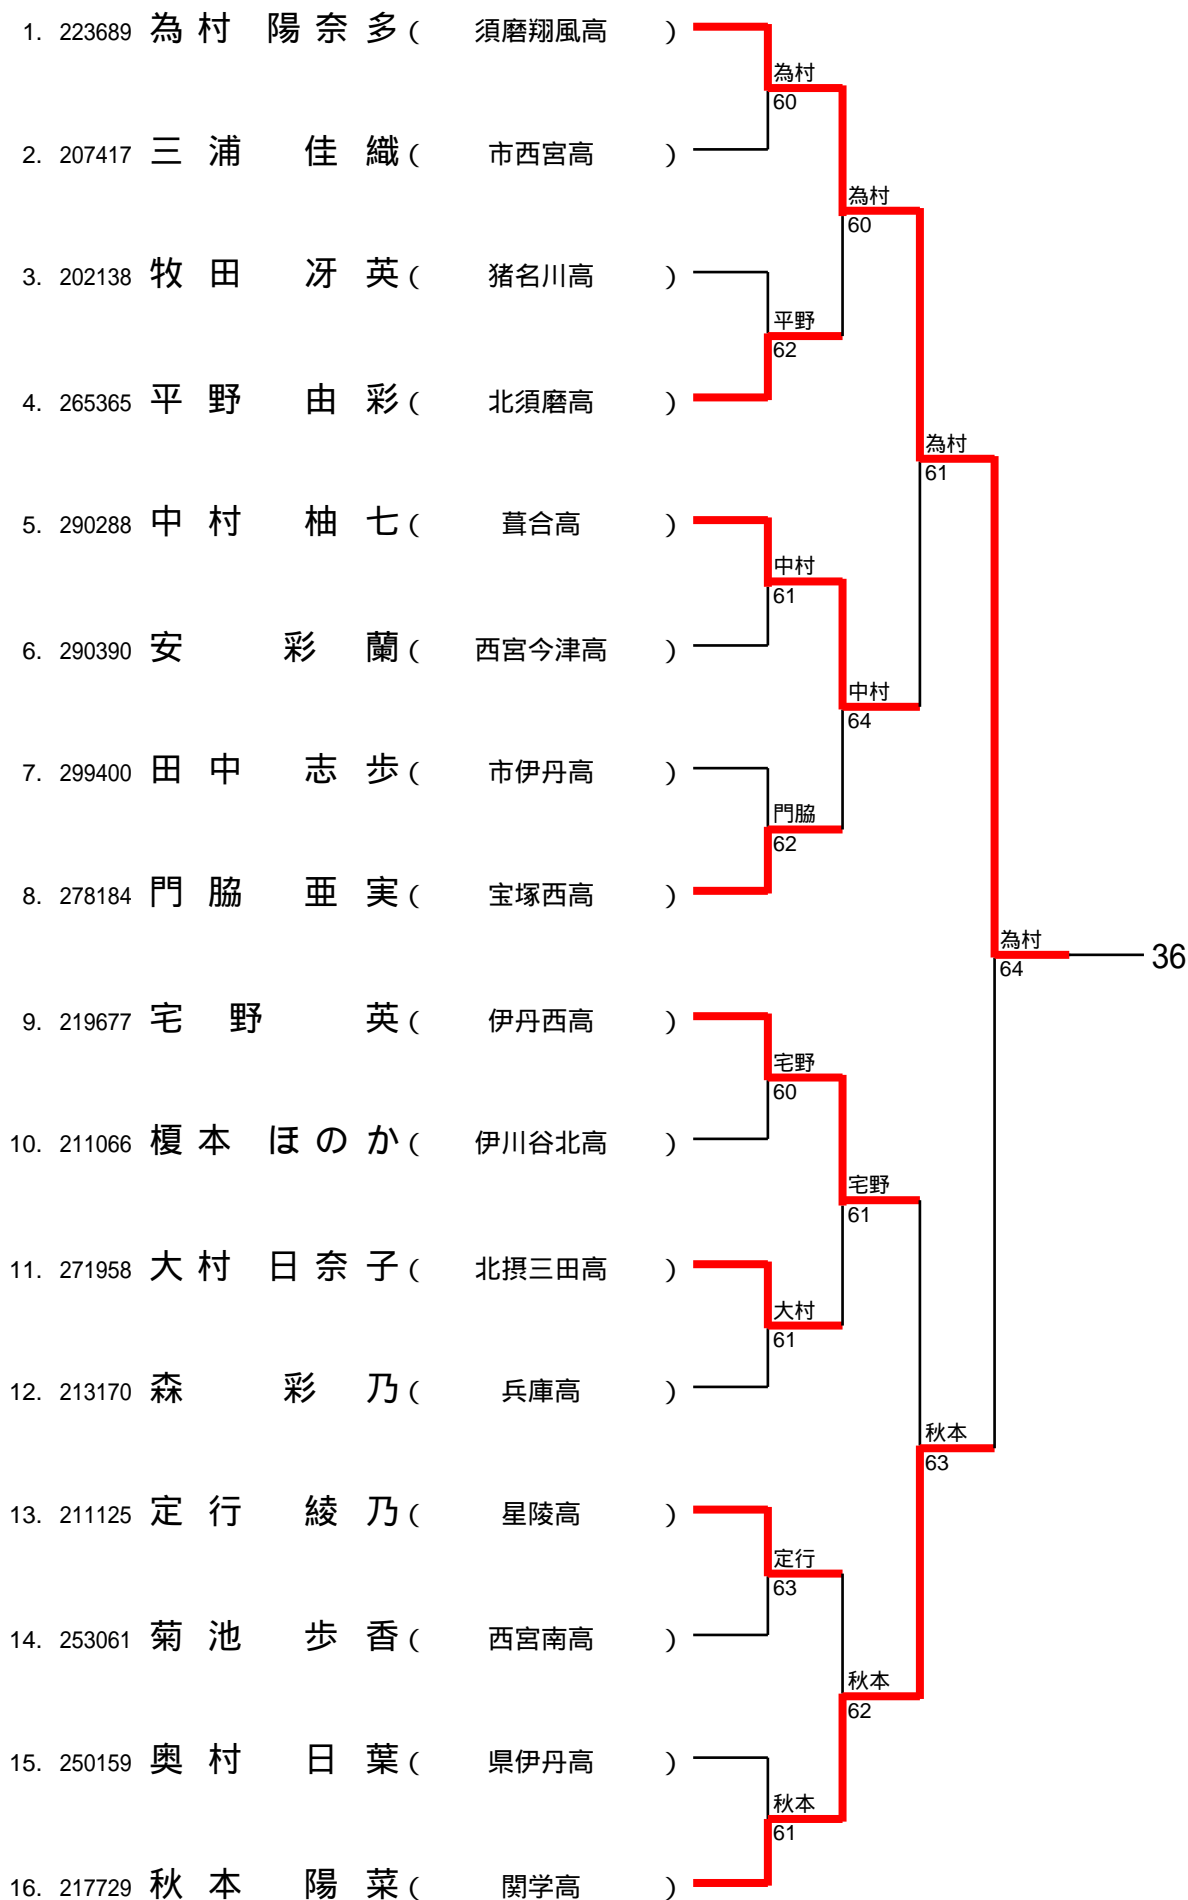 1. 223689 為村 陽奈多 ( 須磨翔風高 )
為村
60
2. 207417 三浦 佳織 ( 市西宮高 )
為村
60
3. 202138 牧田 冴英 ( 猪名川高 )
平野
62
4. 265365 平野 由彩 ( 北須磨高 )
為村
61
5. 290288 中村 柚七 ( 葺合高 )
中村
61
6. 290390 安 彩蘭 ( 西宮今津高 )
中村
64
7. 299400 田中 志歩 ( 市伊丹高 )
門脇
62
8. 278184 門脇 亜実 ( 宝塚西高 )
為村
64
36
9. 219677 宅野 英 ( 伊丹西高 )
宅野
60
10. 211066 榎本 ほのか ( 伊川谷北高 )
宅野
61
11. 271958 大村 日奈子 ( 北摂三田高 )
大村
61
12. 213170 森 彩乃 ( 兵庫高 )
秋本
63
13. 211125 定行 綾乃 ( 星陵高 )
定行
63
14. 253061 菊池 歩香 ( 西宮南高 )
秋本
62
15. 250159 奥村 日葉 ( 県伊丹高 )
秋本
61
16. 217729 秋本 陽菜 ( 関学高 )